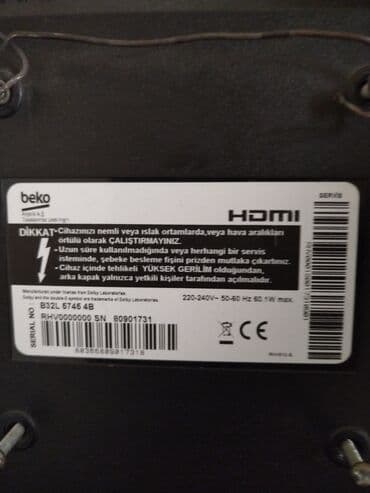 beko
SERVİS
HDMI
DİKKAT
-Cihazınızı nemli veya ıslak ortamlarda,veya hava aralıkları
örtülü olarak ÇALIŞTIRMAYINIZ.
-Uzun süre kullanılmadığında veya herhangi bir servis
isteminde, şebeke besleme fişini prizden mutlaka çıkartınız.
-Cihaz içinde tehlikeli YÜKSEK GERİLİM olduğundan,
arka kapak yalnızca yetkili kişiler tarafından açılmalıdır.
Manufactured under license from Dolby Laboratories.
Dolby and the double-D symbol are trademarks of Dolby Laboratories.
220-240V~ 50-60 Hz 60.1W max.
SERIAL NO :
B32L 5745 4B
RHV0000000 SN 80901731
CE